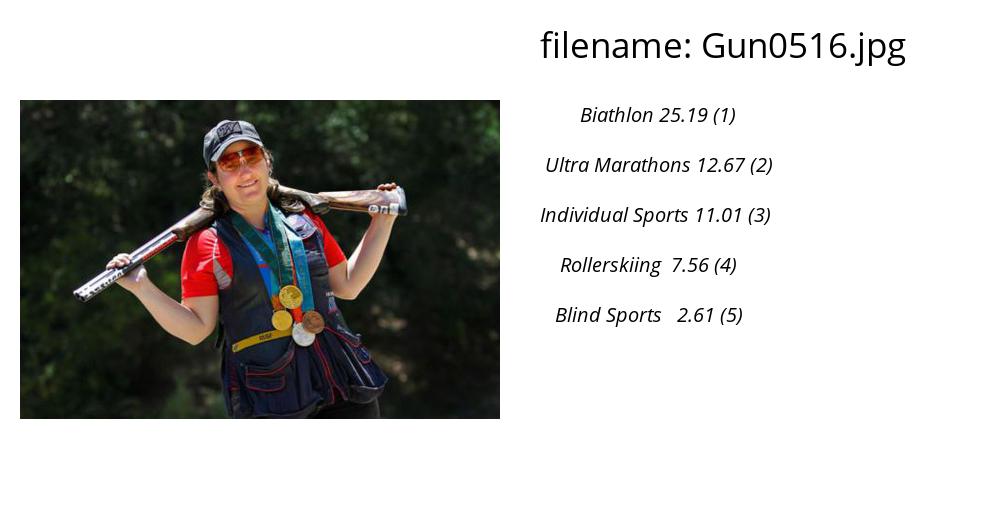 filename: Gun0516.jpg
Biathlon 25.19 (1)
Ultra Marathons 12.67 (2)
Individual Sports 11.01 (3)
Rollerskiing 7.56 (4)
Blind Sports 2.61 (5)